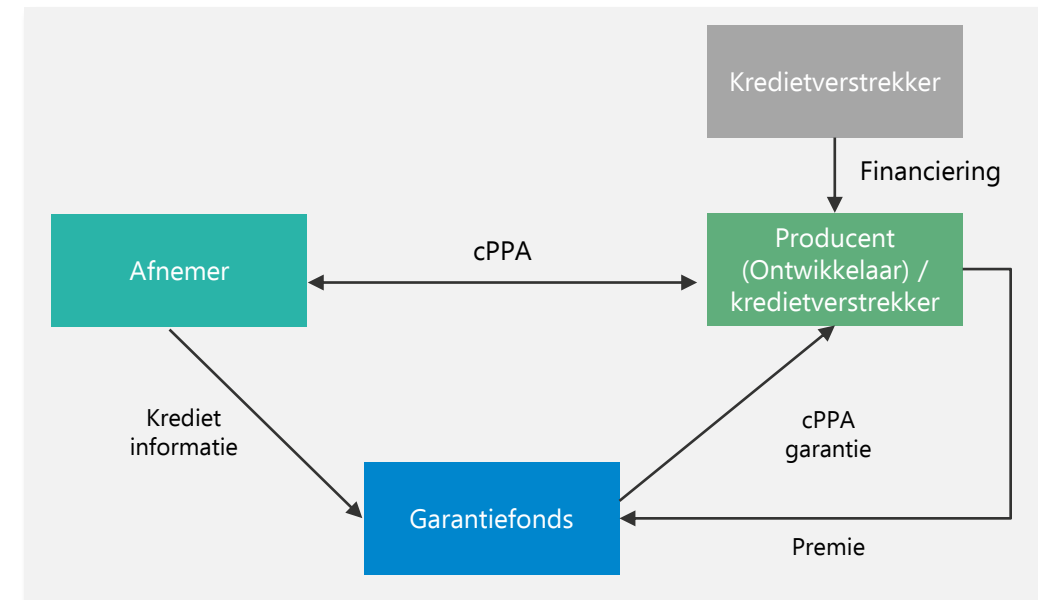 Kredietverstrekker
Financiering
Afnemer
cPPA
Producent
(Ontwikkelaar) /
kredietverstrekker
Krediet
informatie
cPPA
garantie
Garantiefonds
Premie